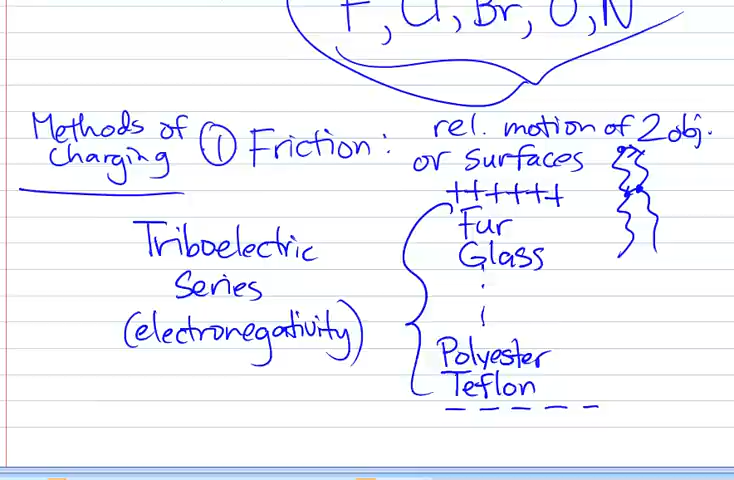 F, Cl, Br, O, N
Methods of
Charging
① Friction: rel. motion of 2 obj.
or surfaces
+++++++
Fur
Glass
Triboelectric
Series
(electronegativity)
Polyester
Teflon
– – – – –